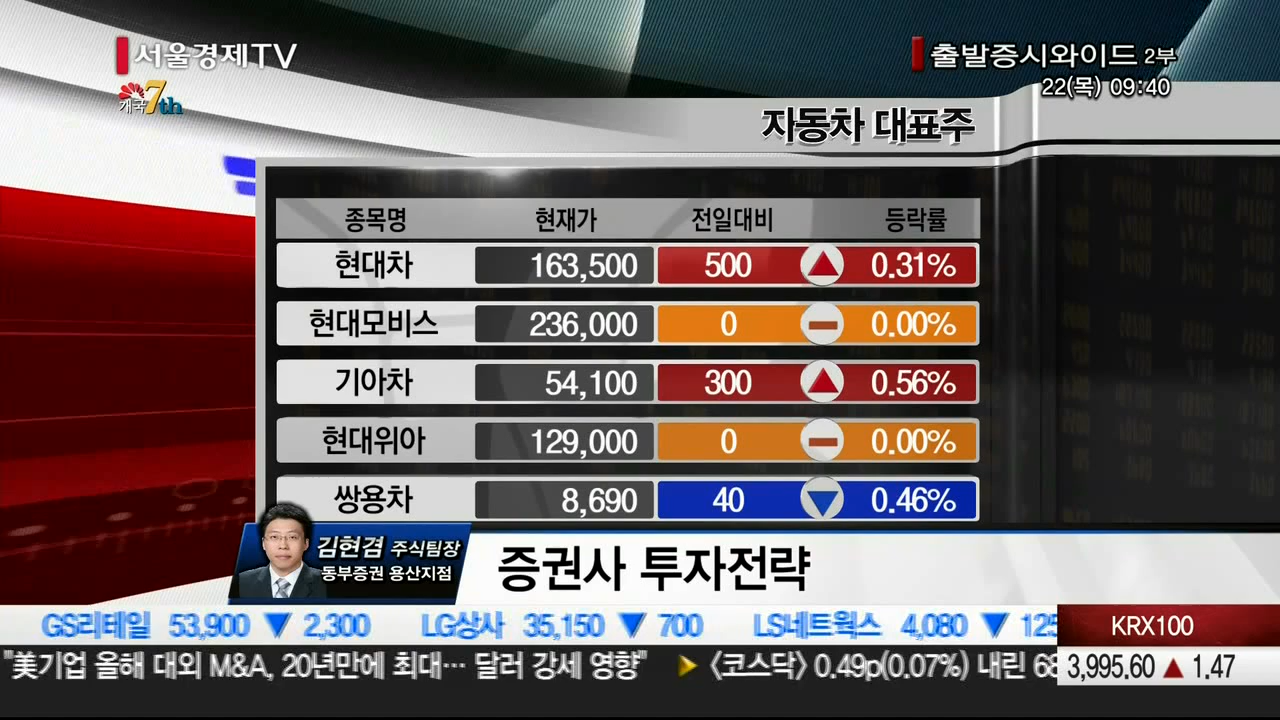 서울경제TV
개국 7th
출발증시와이드 2부
22(목) 09:40
자동차 대표주
종목명 현재가 전일대비 등락률
현대차 163,500 500 ▲ 0.31%
현대모비스 236,000 0 - 0.00%
기아차 54,100 300 ▲ 0.56%
현대위아 129,000 0 - 0.00%
쌍용차 8,690 40 ▼ 0.46%
김현겸 주식팀장
동부증권 용산지점
증권사 투자전략
GS리테일 53,900 ▼ 2,300 LG상사 35,150 ▼ 700 LS네트웍스 4,080 ▼ 125
KRX100
"美기업 올해 대외 M&A, 20년만에 최대… 달러 강세 영향" ▶ 〈코스닥〉 0.49p(0.07%) 내린 68
3,995.60 ▲ 1.47